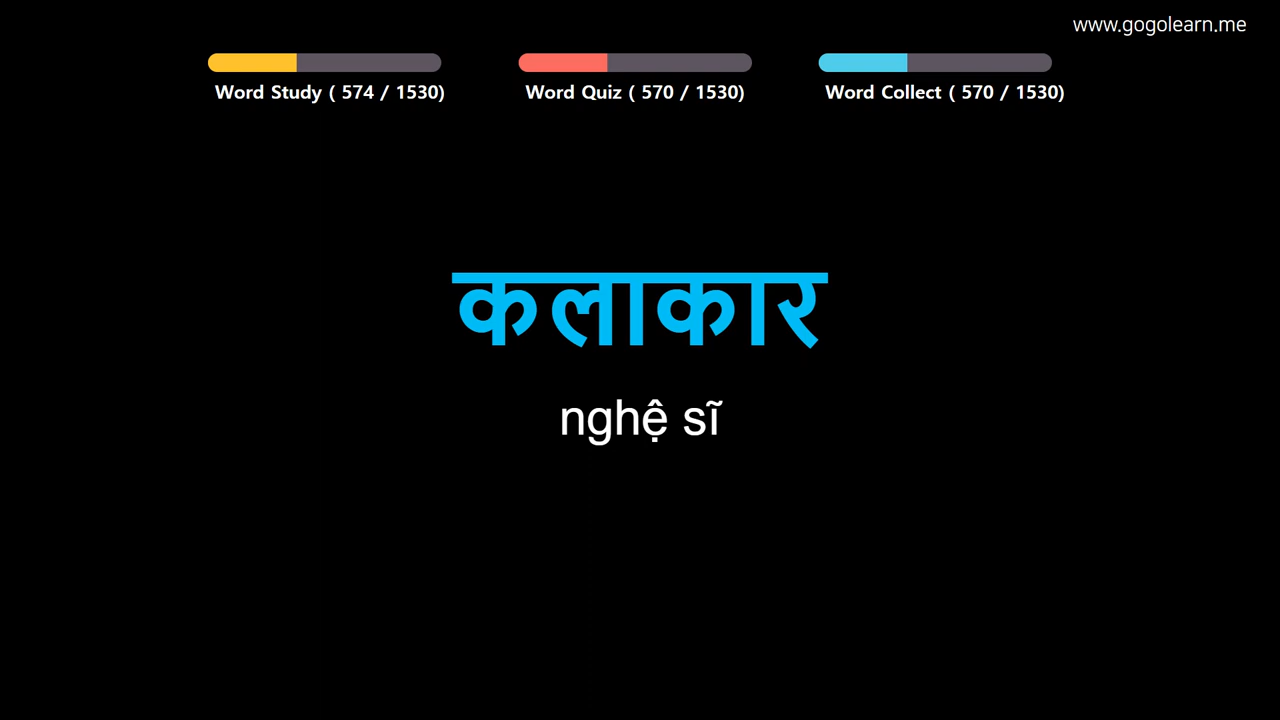 www.gogolearn.me
Word Study ( 574 / 1530)
Word Quiz ( 570 / 1530)
Word Collect ( 570 / 1530)
कलाकार
nghệ sĩ